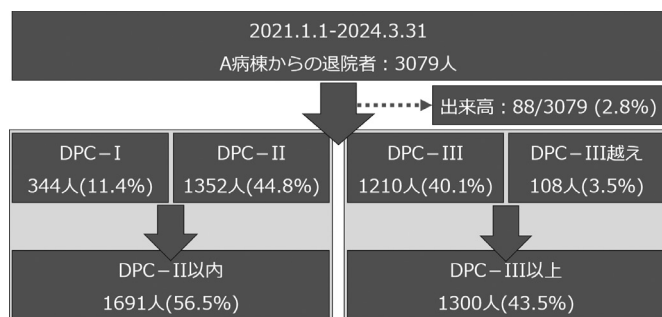 2021.1.1-2024.3.31
A病棟からの退院者：3079人
出来高：88/3079 (2.8%)
DPC－I
344人(11.4%)
DPC－II
1352人(44.8%)
DPC－III
1210人(40.1%)
DPC－III越え
108人(3.5%)
DPC－II以内
1691人(56.5%)
DPC－III以上
1300人(43.5%)